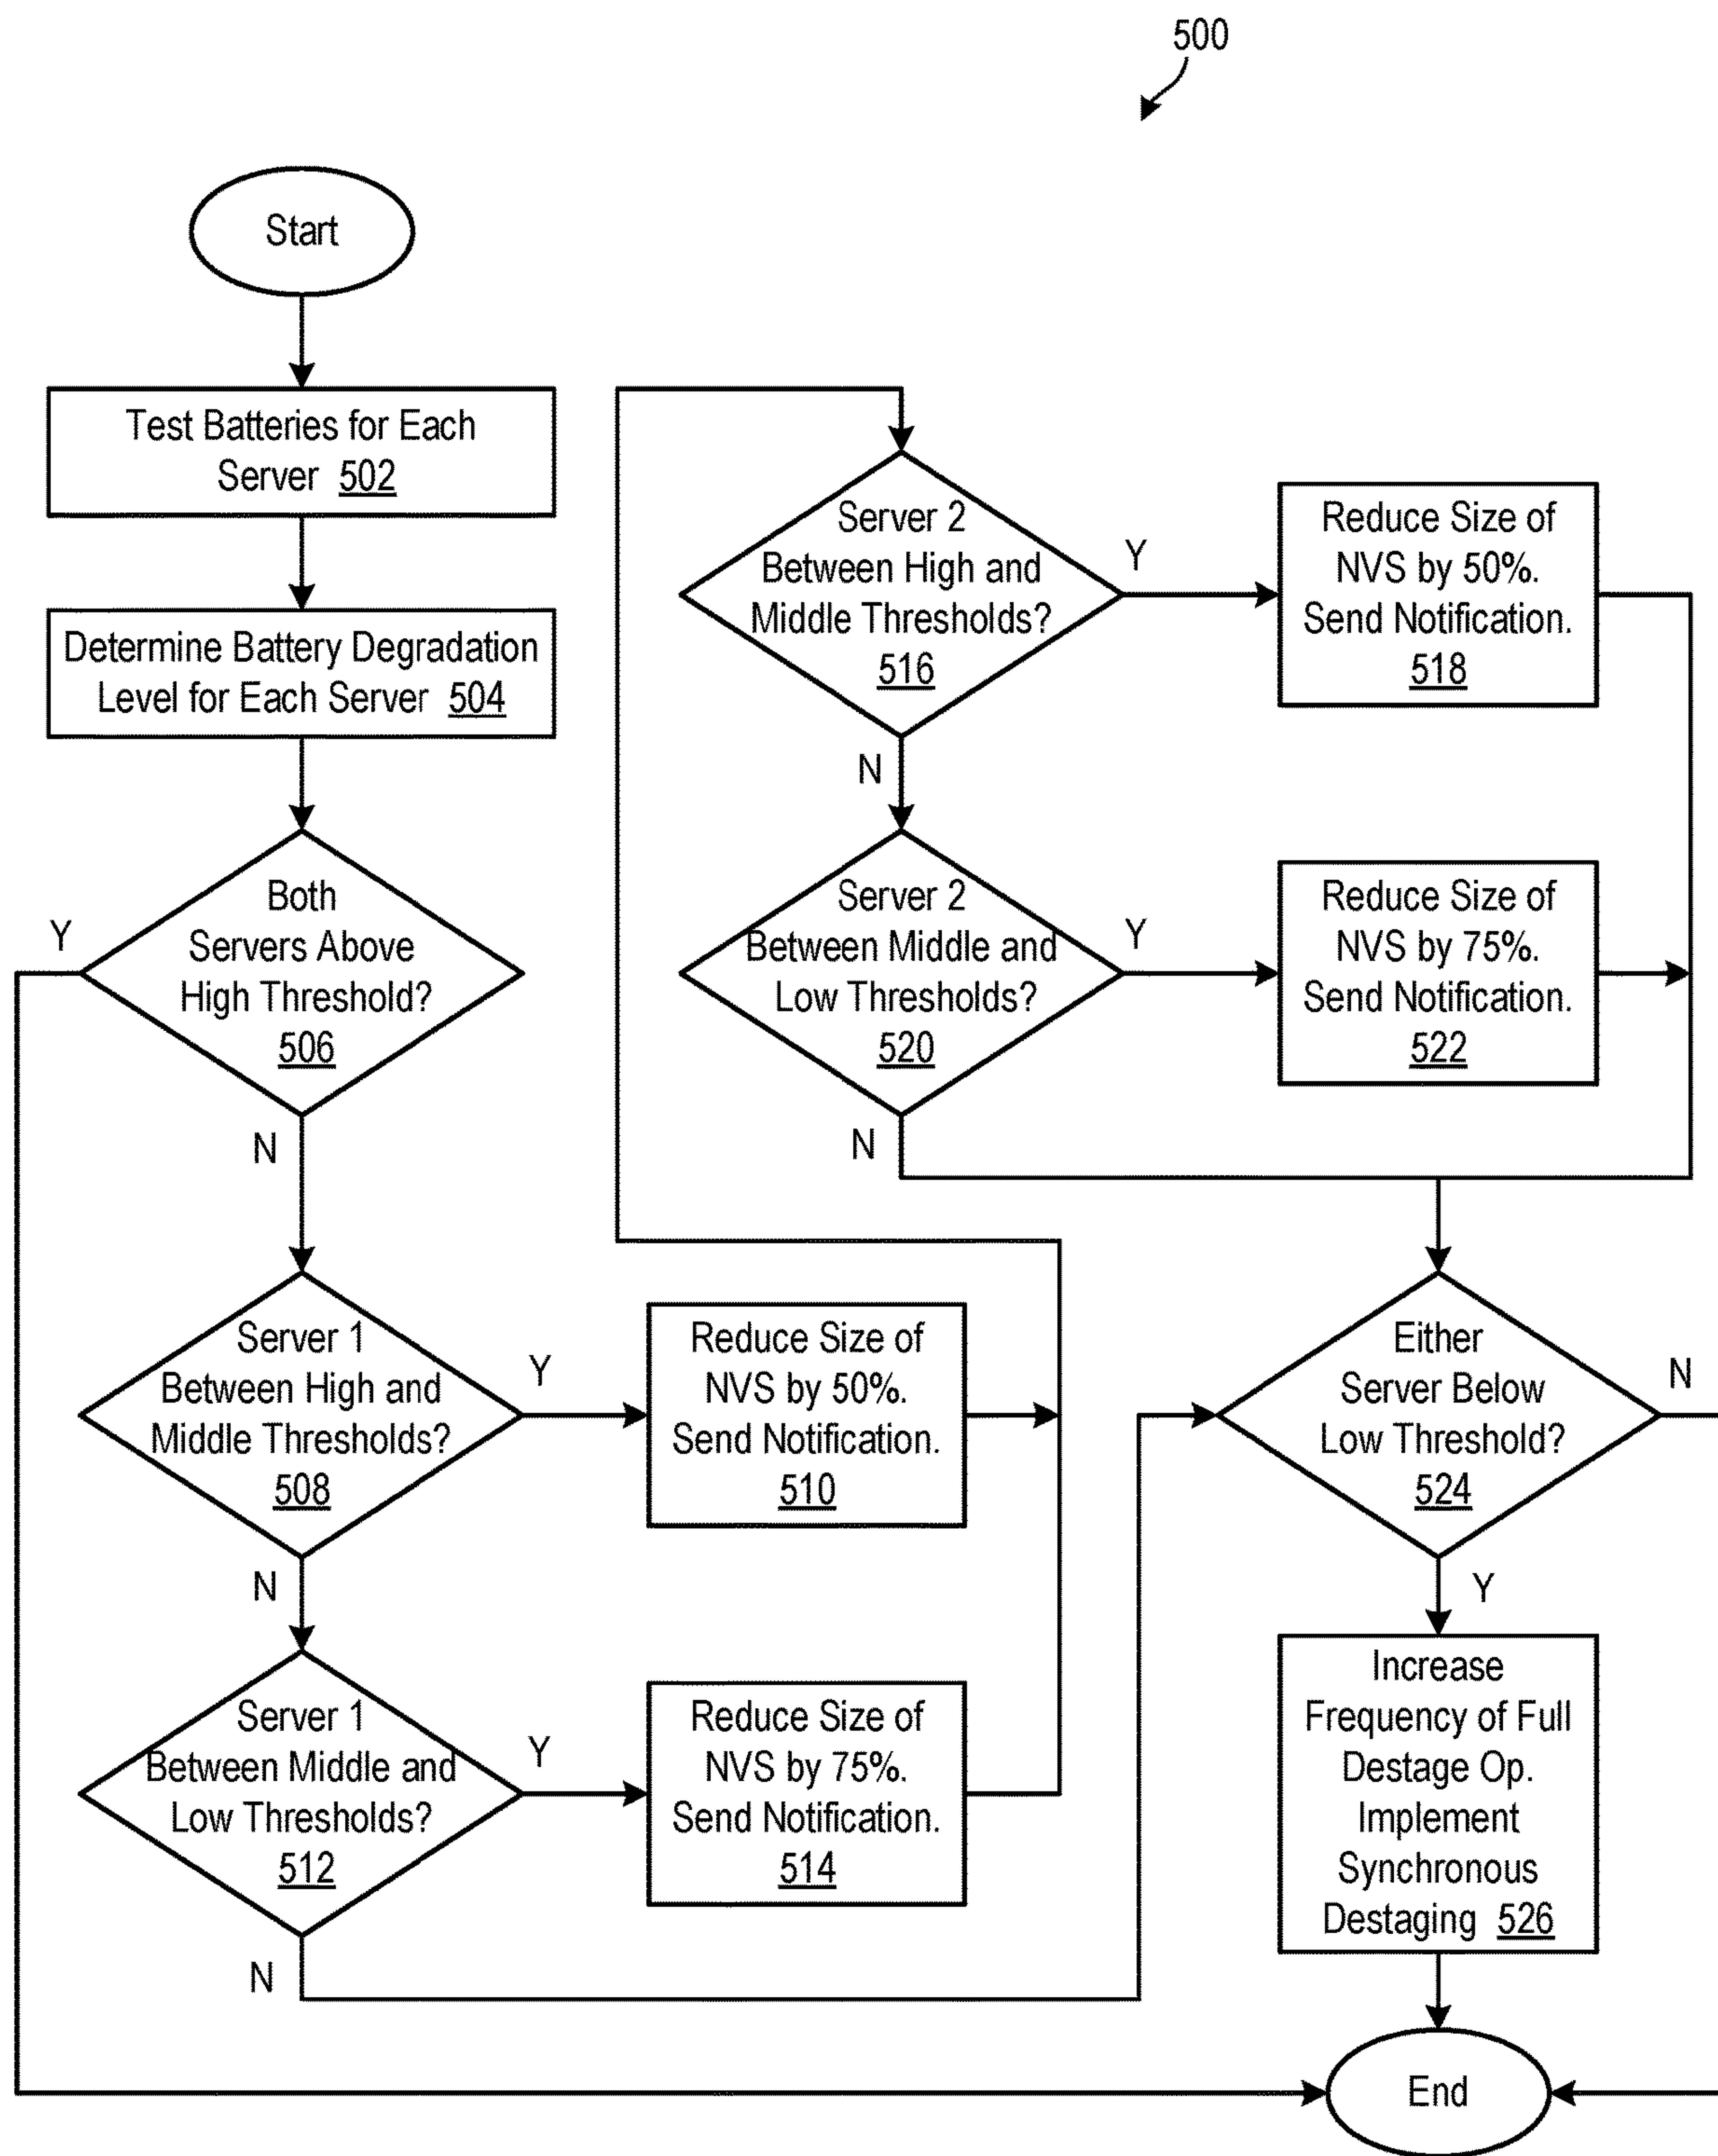 500
Start
Test Batteries for Each
Server 502
Determine Battery Degradation
Level for Each Server 504
Both
Servers Above
High Threshold?
506
Y
N
Server 1
Between High and
Middle Thresholds?
508
Y
N
Reduce Size of
NVS by 50%.
Send Notification.
510
Server 1
Between Middle and
Low Thresholds?
512
Y
N
Reduce Size of
NVS by 75%.
Send Notification.
514
Server 2
Between High and
Middle Thresholds?
516
Y
N
Reduce Size of
NVS by 50%.
Send Notification.
518
Server 2
Between Middle and
Low Thresholds?
520
Y
N
Reduce Size of
NVS by 75%.
Send Notification.
522
Either
Server Below
Low Threshold?
524
N
Y
Increase
Frequency of Full
Destage Op.
Implement
Synchronous
Destaging 526
End